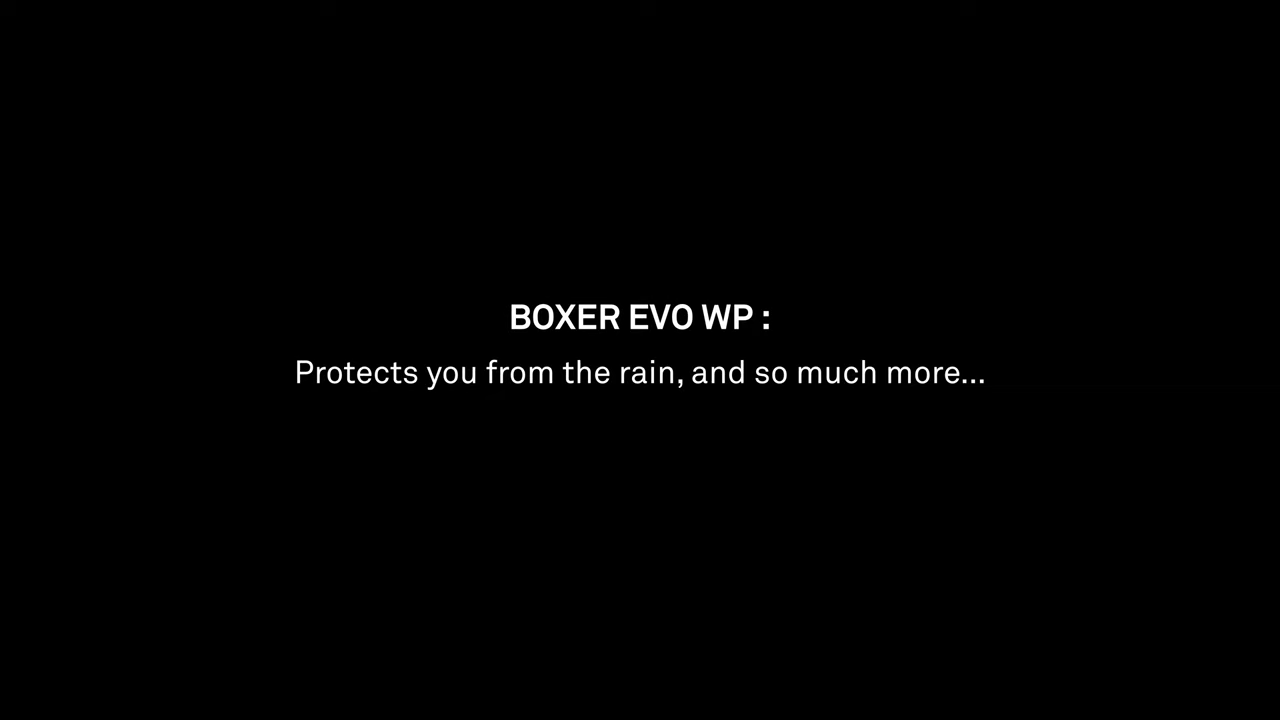 BOXER EVO WP :
Protects you from the rain, and so much more...